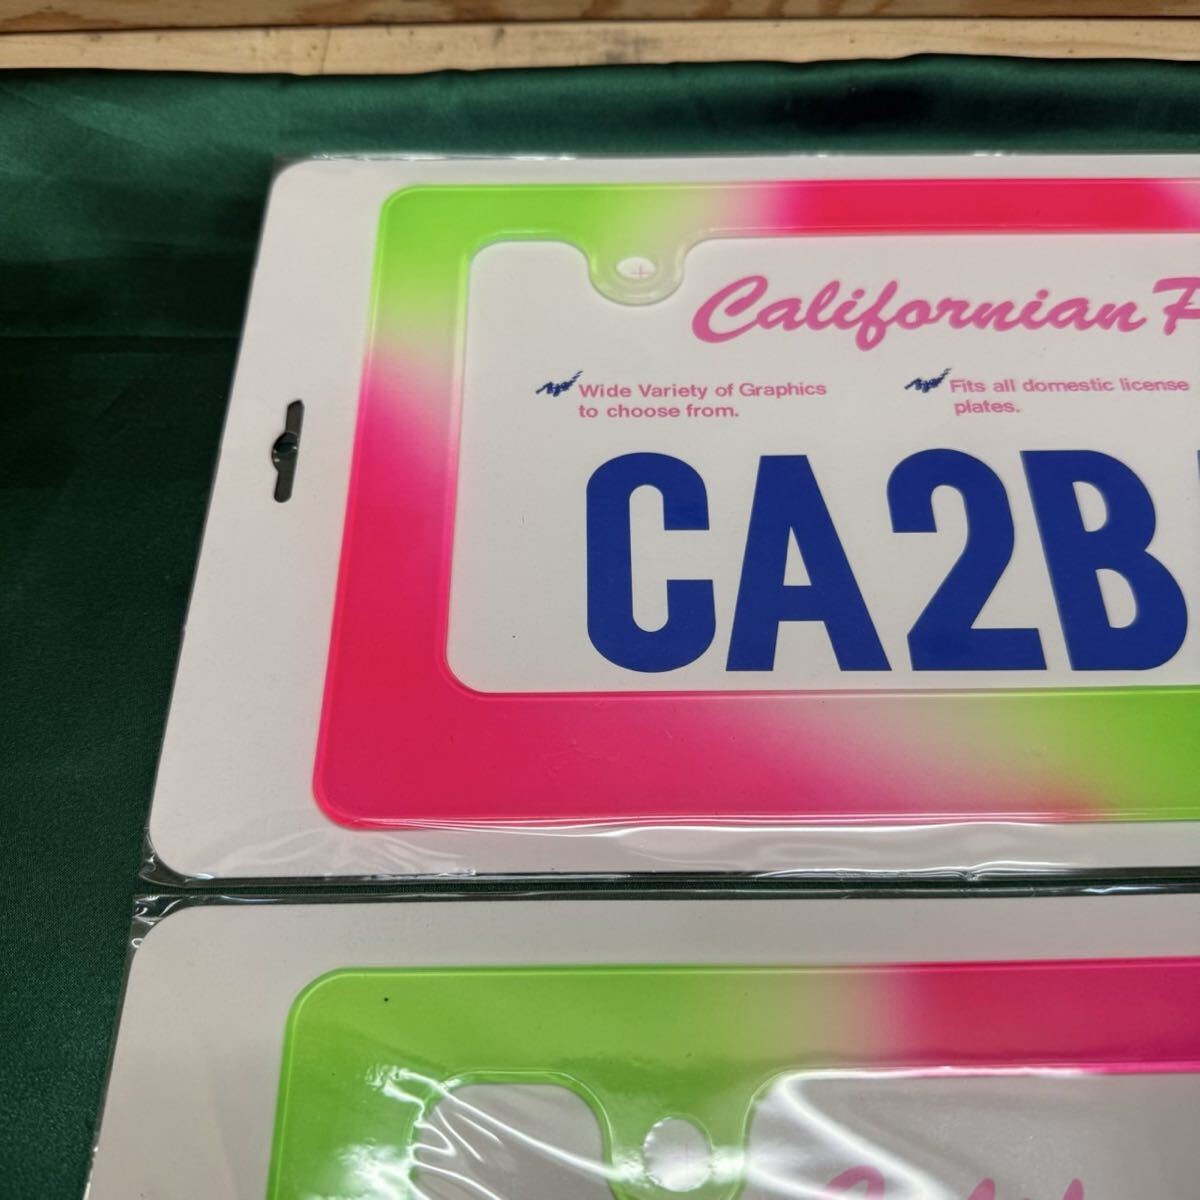 Californian
Wide Variety of Graphics
to choose from.
Fits all domestic license
plates.
CA2B